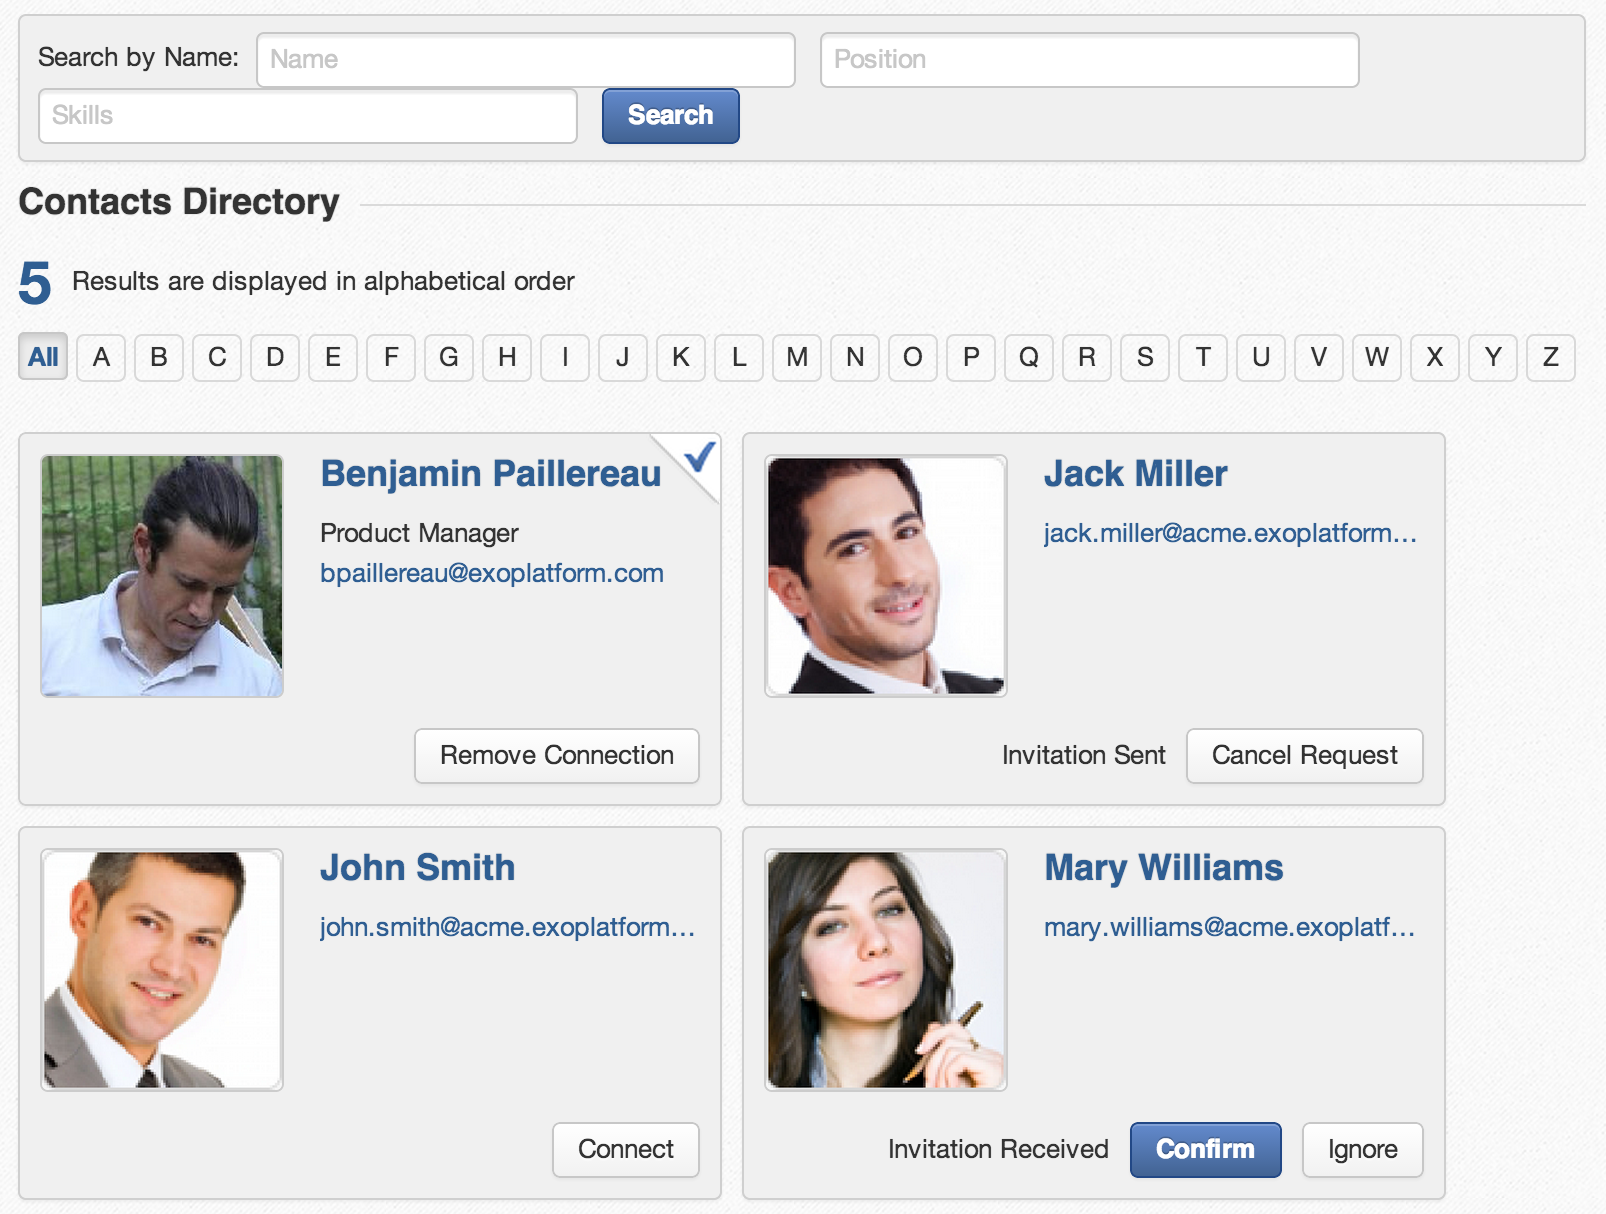 Search by Name: Name Position
Skills Search
Contacts Directory
5 Results are displayed in alphabetical order
All A B C D E F G H I J K L M N O P Q R S T U V W X Y Z
Benjamin Paillereau
Product Manager
bpaillereau@exoplatform.com
Remove Connection
Jack Miller
jack.miller@acme.exoplatform...
Invitation Sent Cancel Request
John Smith
john.smith@acme.exoplatform...
Connect
Mary Williams
mary.williams@acme.exoplatf...
Invitation Received Confirm Ignore